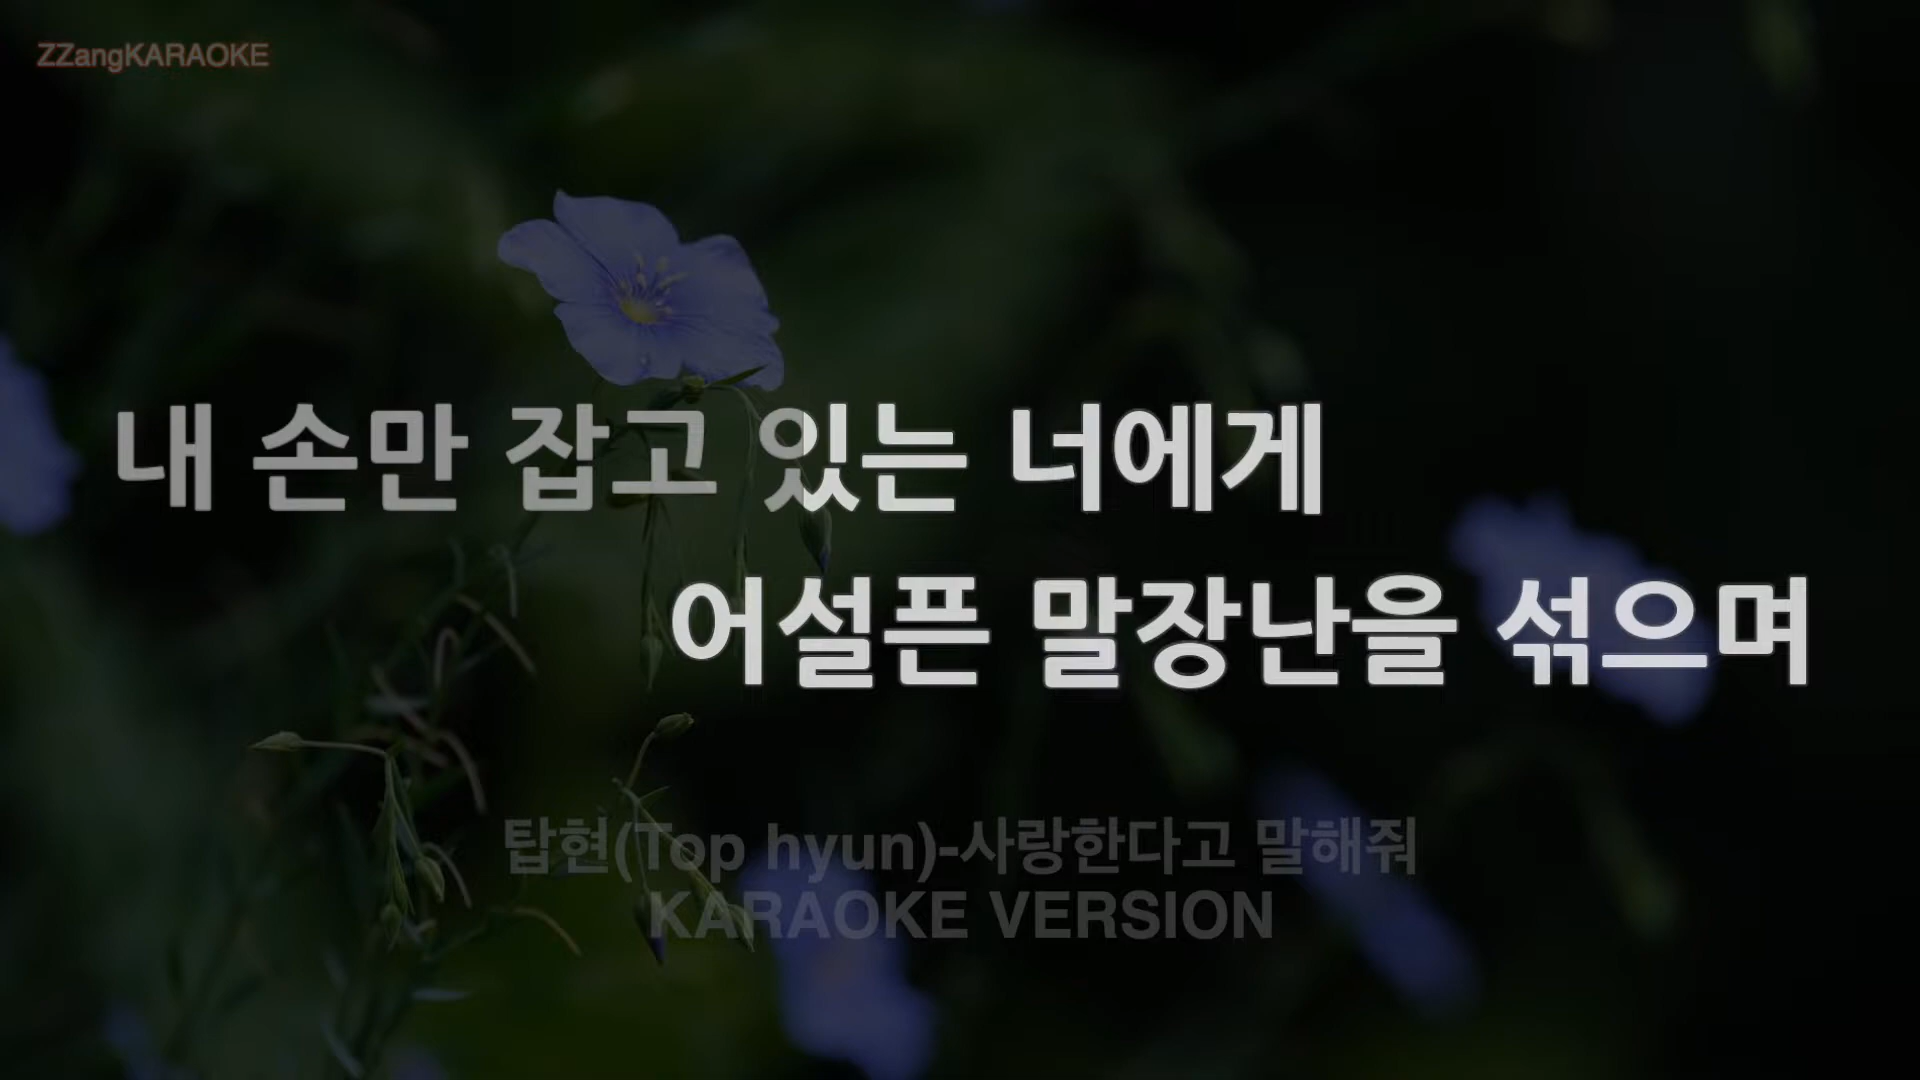 ZZangKARAOKE
내 손만 잡고 있는 너에게
어설픈 말장난을 섞으며
탑현(Top hyun)-사랑한다고 말해줘
KARAOKE VERSION